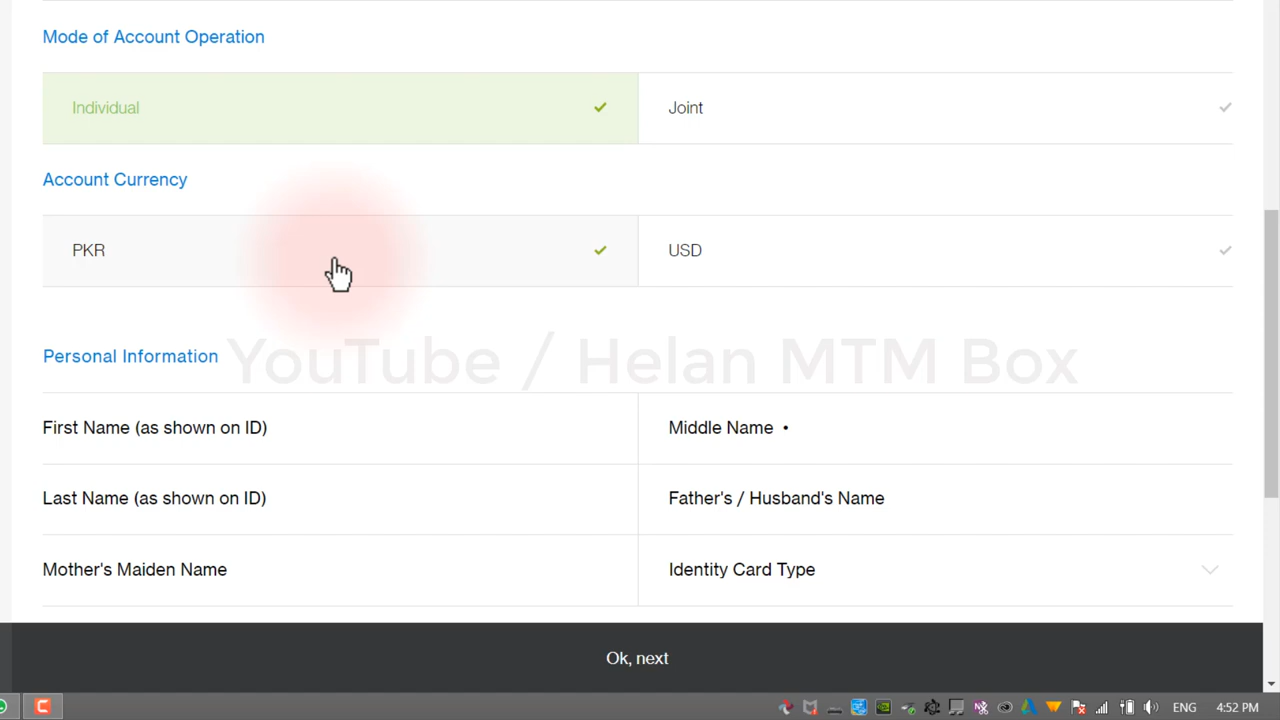 Mode of Account Operation
Individual
Joint
Account Currency
PKR
USD
YouTube / Helan MTM Box
Personal Information
First Name (as shown on ID)
Middle Name •
Last Name (as shown on ID)
Father's / Husband's Name
Mother's Maiden Name
Identity Card Type
Ok, next
ENG
4:52 PM